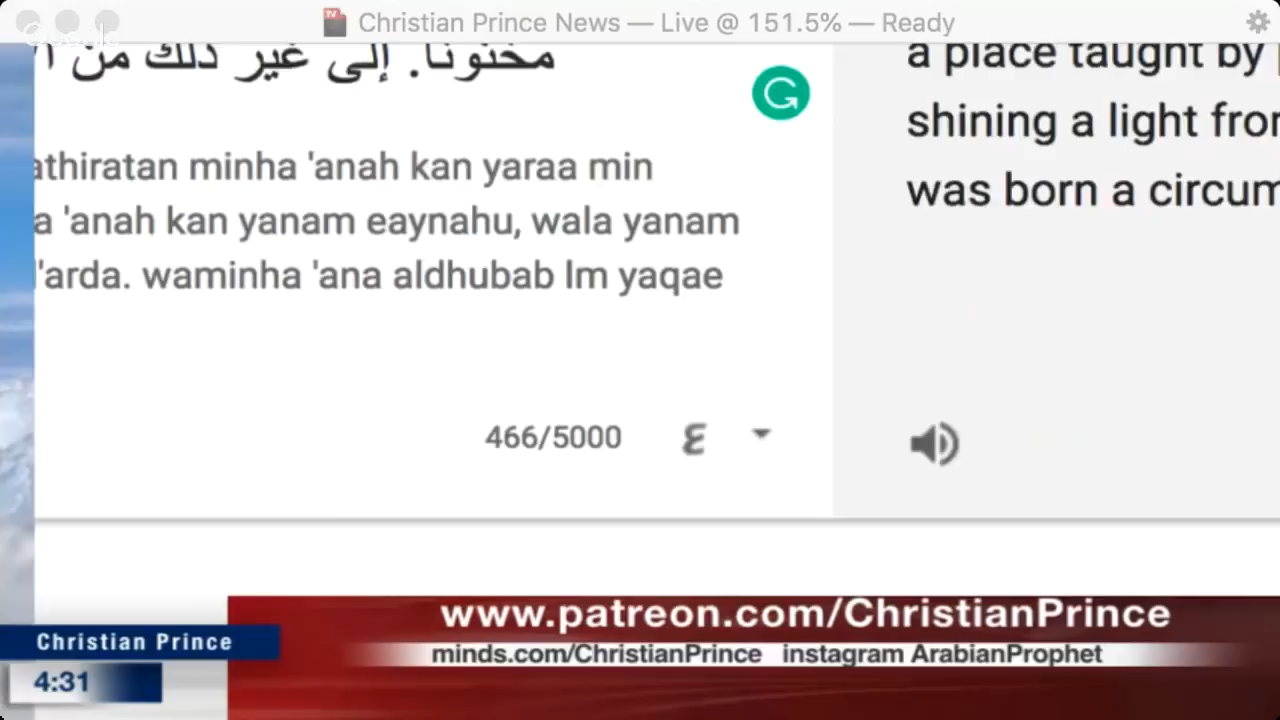 Christian Prince News — Live @ 151.5% — Ready
Google
مختونا. إلى غير ذلك من
a place taught by
athiratan minha 'anah kan yaraa min
a 'anah kan yanam eaynahu, wala yanam
'arda. waminha 'ana aldhubab lm yaqae
shining a light from
was born a circum
466/5000
ع
www.patreon.com/ChristianPrince
minds.com/ChristianPrince instagram ArabianProphet
Christian Prince
4:31